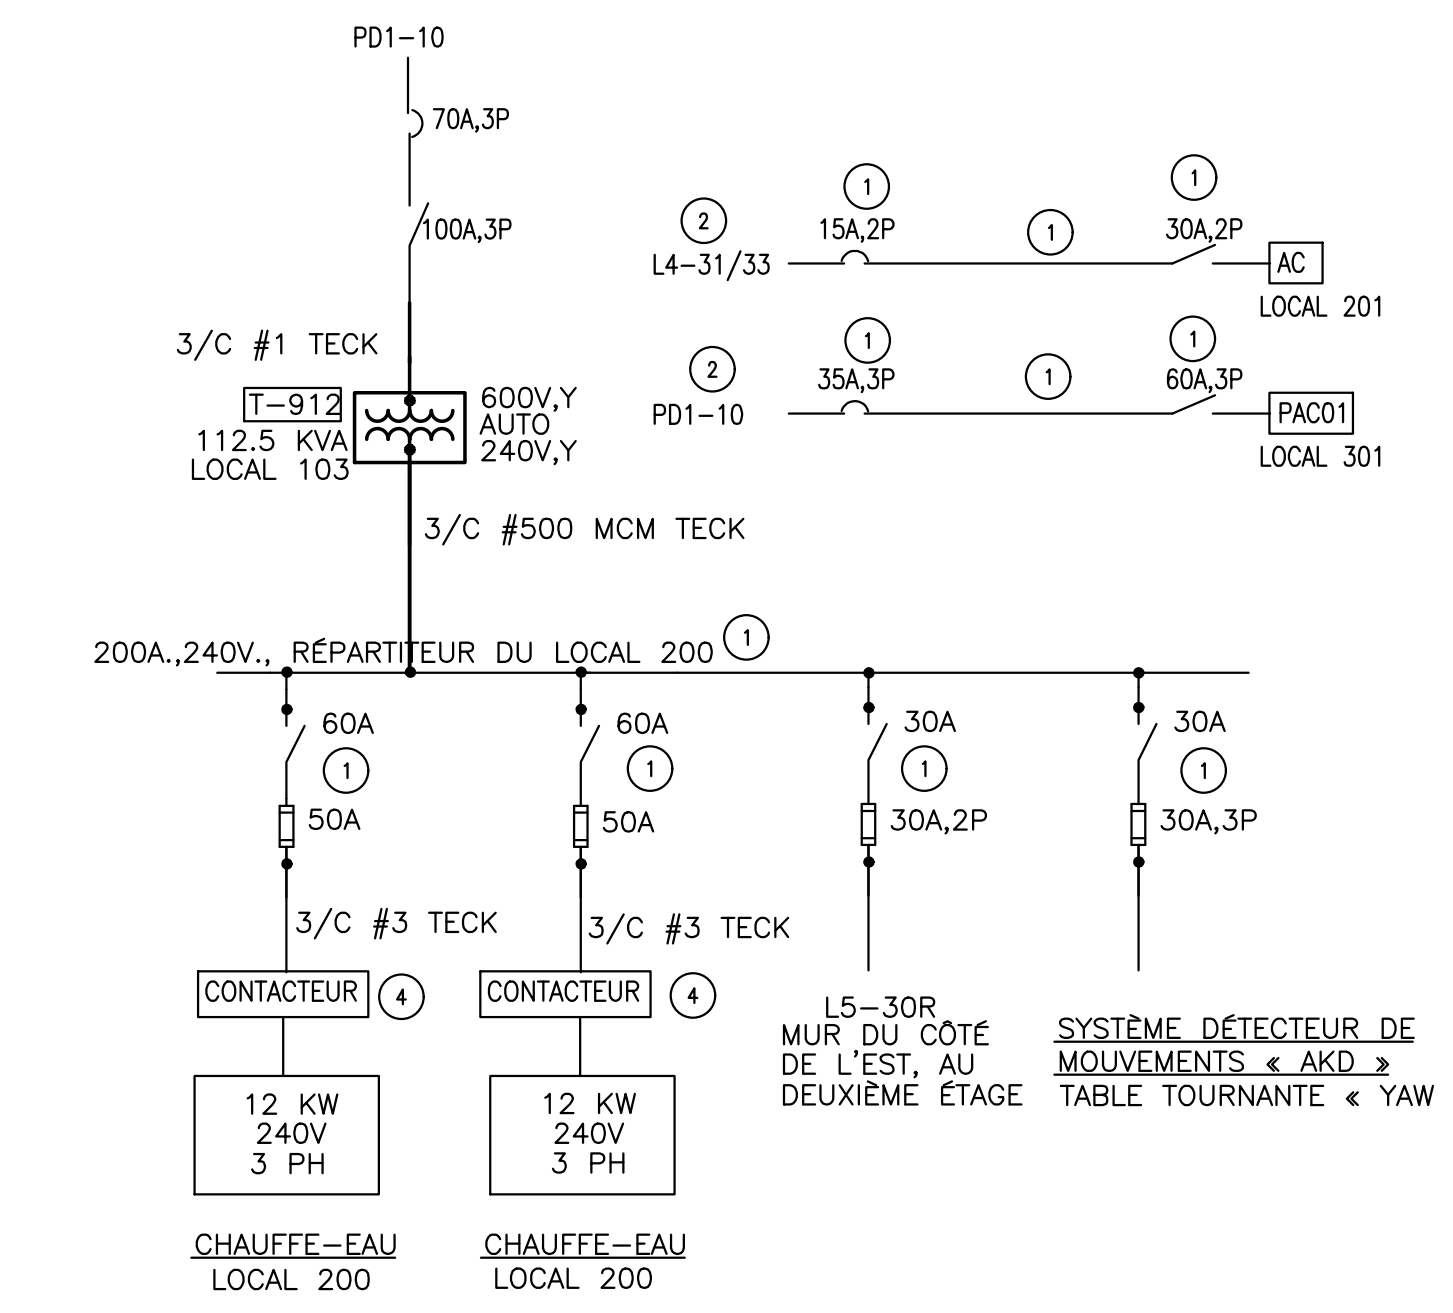 PD1-10
70A,3P
100A,3P
3/C #1 TECK
T-912
112.5 KVA
LOCAL 103
600V,Y
AUTO
240V,Y
3/C #500 MCM TECK
2
L4-31/33
1
15A,2P
1
1
30A,2P
AC
LOCAL 201
2
PD1-10
1
35A,3P
1
1
60A,3P
PAC01
LOCAL 301
200A.,240V., RÉPARTITEUR DU LOCAL 200
1
60A
1
50A
3/C #3 TECK
CONTACTEUR
4
12 KW
240V
3 PH
CHAUFFE-EAU
LOCAL 200
60A
1
50A
3/C #3 TECK
CONTACTEUR
4
12 KW
240V
3 PH
CHAUFFE-EAU
LOCAL 200
30A
1
30A,2P
L5-30R
MUR DU CÔTÉ
DE L'EST, AU
DEUXIÈME ÉTAGE
30A
1
30A,3P
SYSTÈME DÉTECTEUR DE
MOUVEMENTS « AKD »
TABLE TOURNANTE « YAW